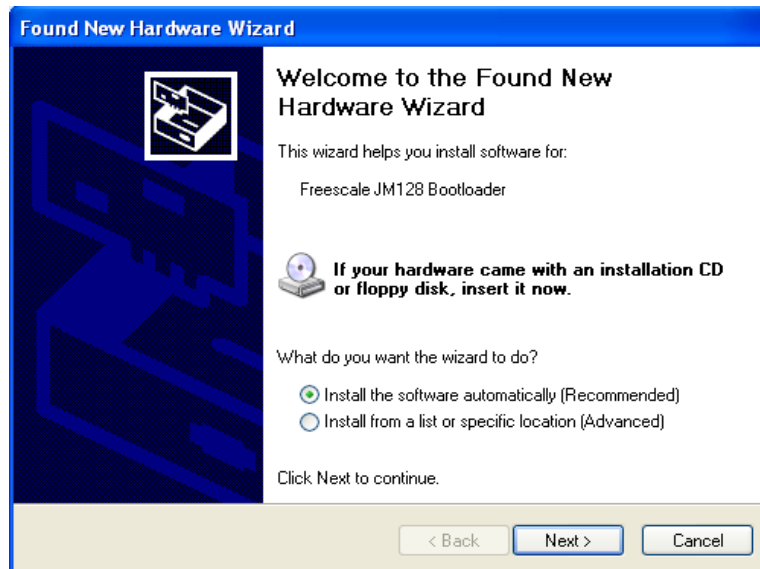 Found New Hardware Wizard
Welcome to the Found New
Hardware Wizard
This wizard helps you install software for:
Freescale JM128 Bootloader
If your hardware came with an installation CD
or floppy disk, insert it now.
What do you want the wizard to do?
Install the software automatically (Recommended)
Install from a list or specific location (Advanced)
Click Next to continue.
< Back
Next >
Cancel